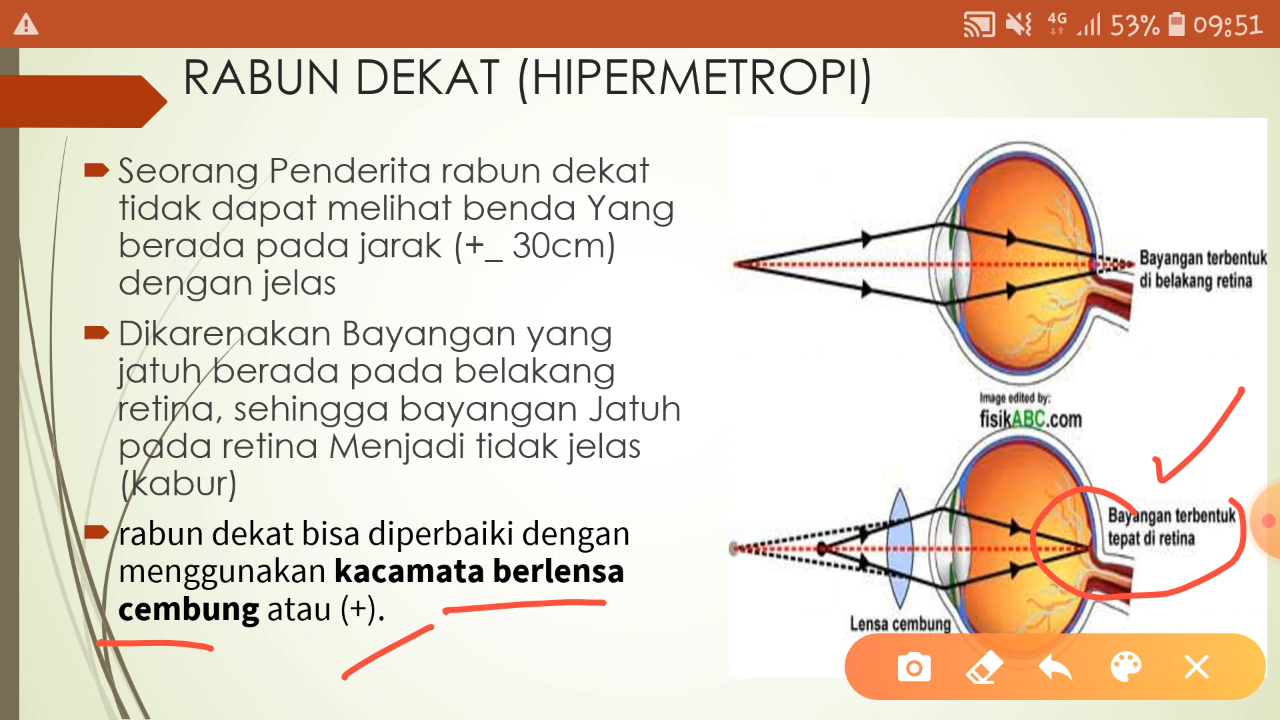 4G 53% 09:51
RABUN DEKAT (HIPERMETROPI)
Seorang Penderita rabun dekat
tidak dapat melihat benda Yang
berada pada jarak (+_ 30cm)
dengan jelas
Dikarenakan Bayangan yang
jatuh berada pada belakang
retina, sehingga bayangan Jatuh
pada retina Menjadi tidak jelas
(kabur)
rabun dekat bisa diperbaiki dengan
menggunakan kacamata berlensa
cembung atau (+).
Bayangan terbentuk
di belakang retina
Image edited by:
fisikABC.com
Bayangan terbentuk
tepat di retina
Lensa cembung